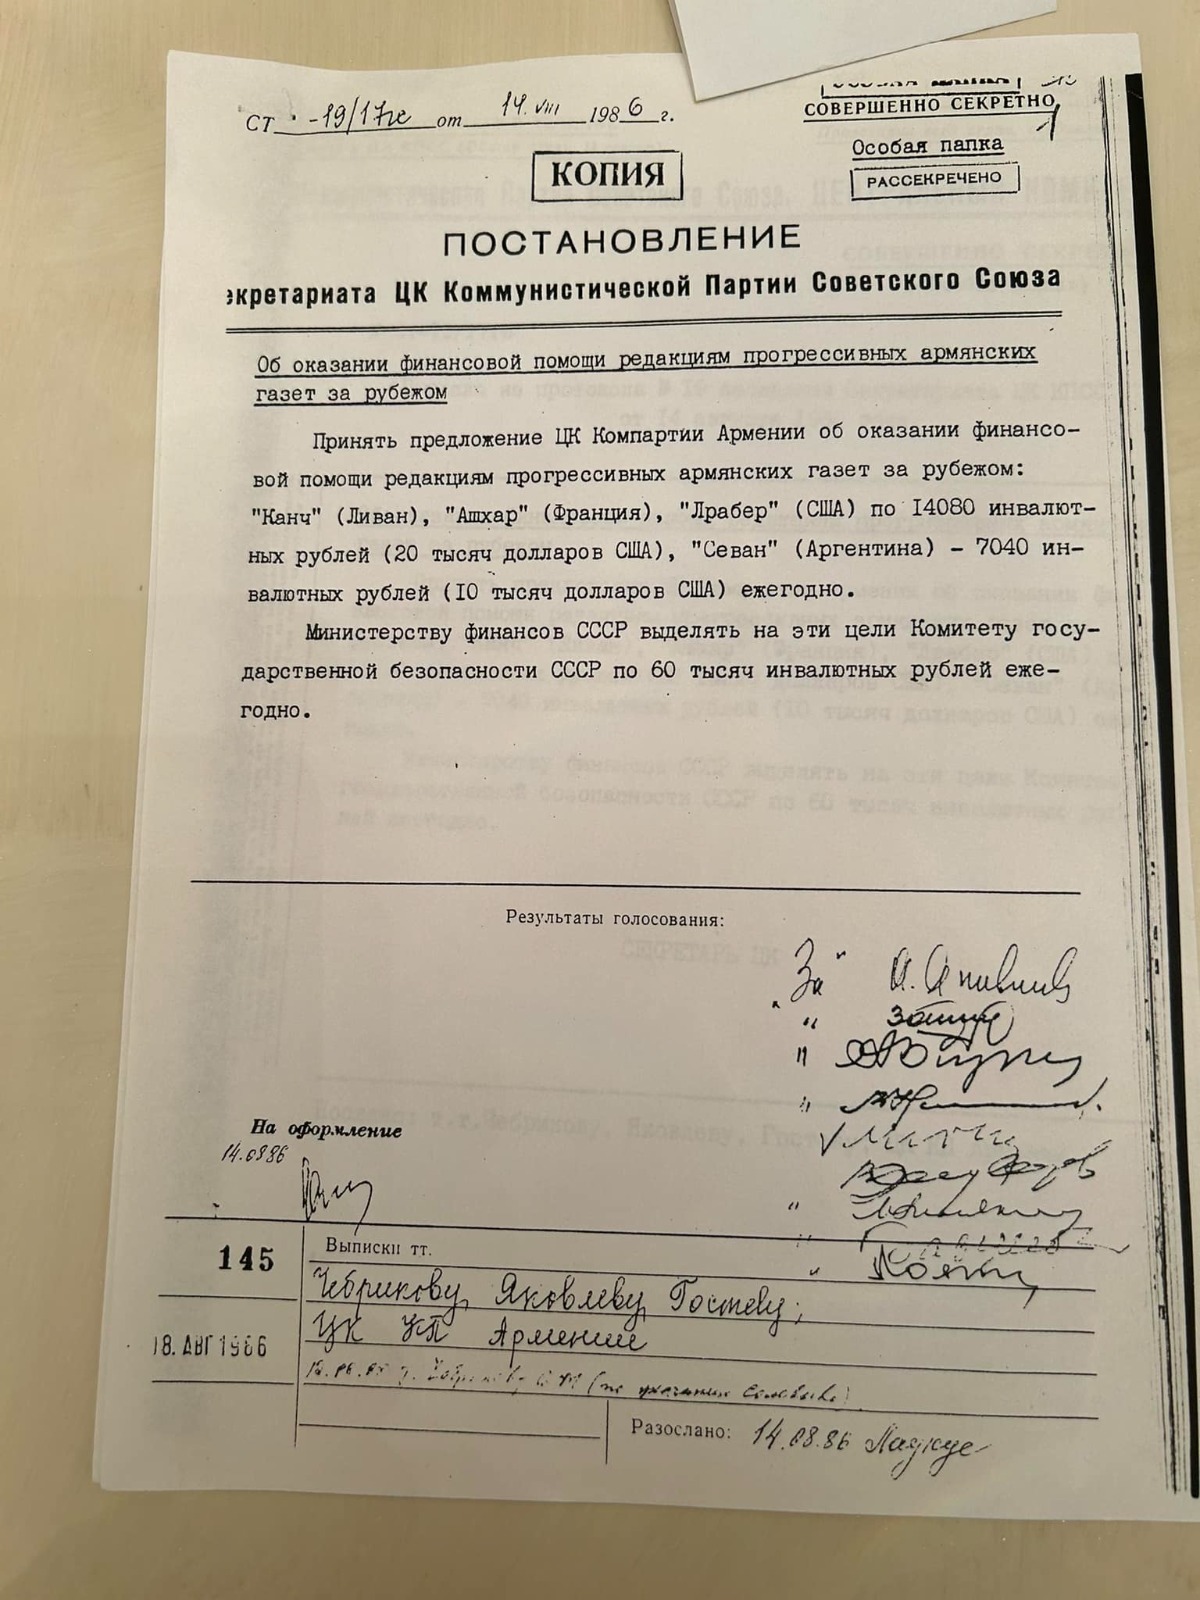 СТ -19/17гс от 14.VIII 1986 г.
СОВЕРШЕННО СЕКРЕТНО
Особая папка
РАССЕКРЕЧЕНО
КОПИЯ
ПОСТАНОВЛЕНИЕ
екретариата ЦК Коммунистической Партии Советского Союза
Об оказании финансовой помощи редакциям прогрессивных армянских
газет за рубежом
Принять предложение ЦК Компартии Армении об оказании финансо-
вой помощи редакциям прогрессивных армянских газет за рубежом:
"Канч" (Ливан), "Ашхар" (Франция), "Лрабер" (США) по 14080 инвалют-
ных рублей (20 тысяч долларов США), "Севан" (Аргентина) - 7040 ин-
валютных рублей (10 тысяч долларов США) ежегодно.
Министерству финансов СССР выделять на эти цели Комитету госу-
дарственной безопасности СССР по 60 тысяч инвалютных рублей еже-
годно.
Результаты голосования:
"За"
На оформление
14.0886
145
Выписки тт.
Чебрикову, Яковлеву, Гостеву;
ЦК КП Армении
18. АВГ 1986
Разослано: 14.08.86